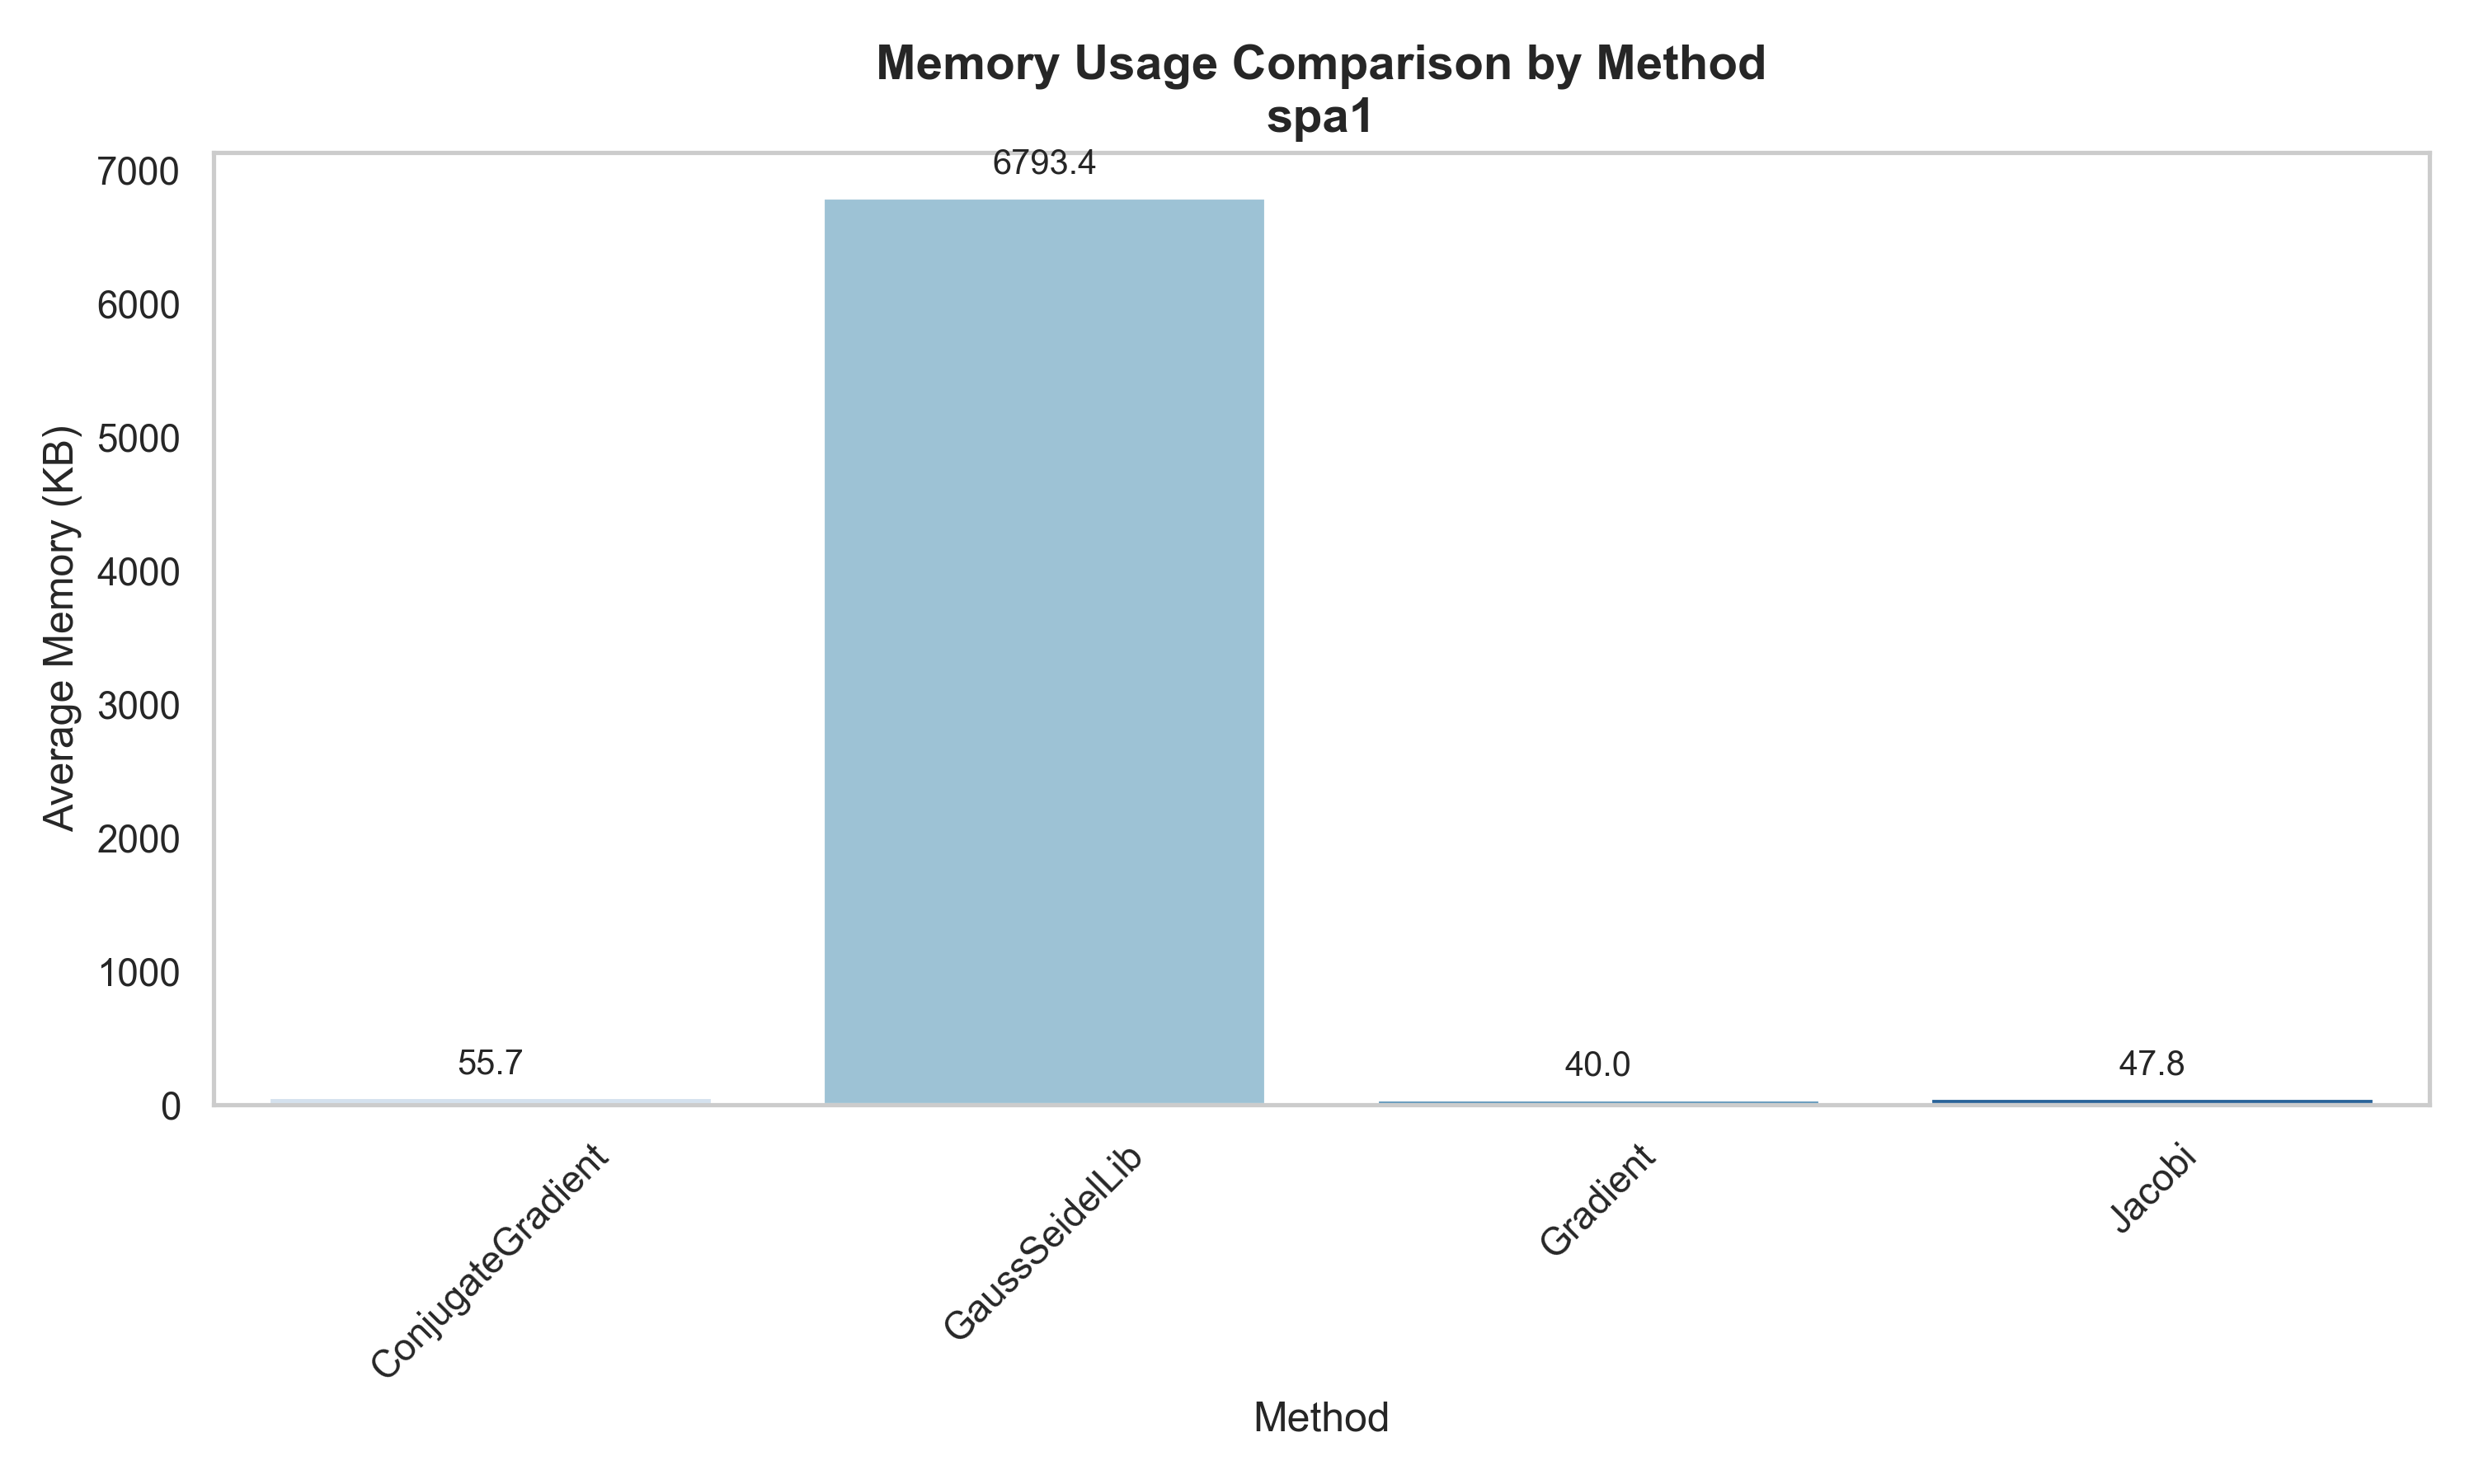 Memory Usage Comparison by Method
spa1
Average Memory (KB)
7000
6000
5000
4000
3000
2000
1000
0
55.7
6793.4
40.0
47.8
ConjugateGradient
GaussSeidelLib
Gradient
Jacobi
Method